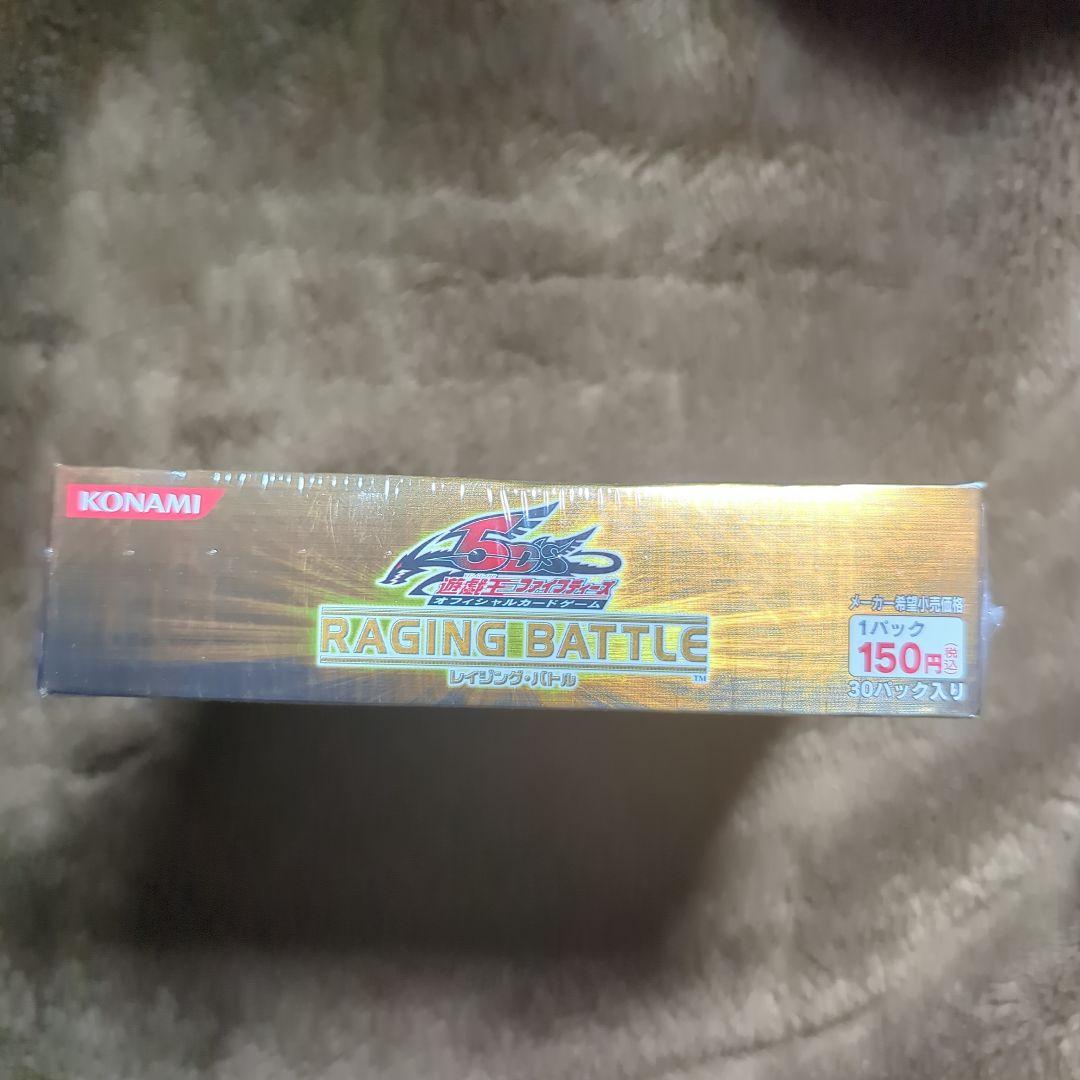 KONAMI
5D's
遊戯王ファイブディーズ
オフィシャルカードゲーム
RAGING BATTLE
TM
レイジング・バトル
メーカー希望小売価格
1パック
150円(税込)
30パック入り